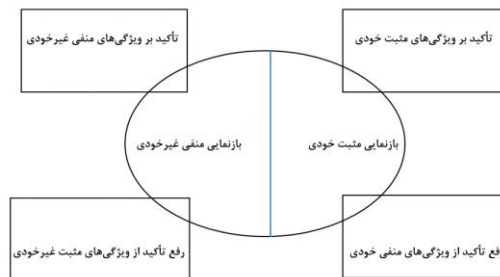 تأکید بر ویژگی‌های مثبت خودی
تأکید بر ویژگی‌های منفی غیرخودی
بازنمایی مثبت خودی
بازنمایی منفی غیرخودی
فع تأکید از ویژگی‌های منفی خودی
رفع تأکید از ویژگی‌های مثبت غیرخودی